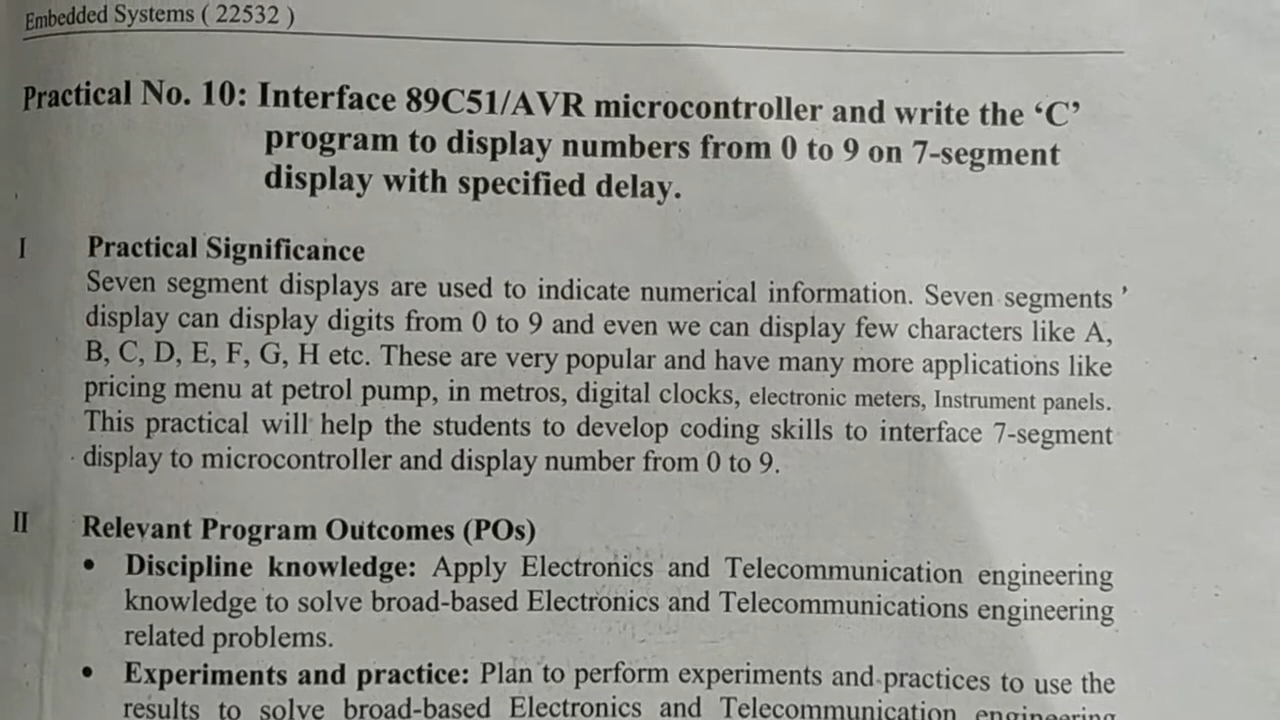 Embedded Systems ( 22532 )
Practical No. 10: Interface 89C51/AVR microcontroller and write the ‘C’
program to display numbers from 0 to 9 on 7-segment
display with specified delay.
I Practical Significance
Seven segment displays are used to indicate numerical information. Seven segments
display can display digits from 0 to 9 and even we can display few characters like A,
B, C, D, E, F, G, H etc. These are very popular and have many more applications like
pricing menu at petrol pump, in metros, digital clocks, electronic meters, Instrument panels.
This practical will help the students to develop coding skills to interface 7-segment
display to microcontroller and display number from 0 to 9.
II Relevant Program Outcomes (POs)
• Discipline knowledge: Apply Electronics and Telecommunication engineering
knowledge to solve broad-based Electronics and Telecommunications engineering
related problems.
• Experiments and practice: Plan to perform experiments and practices to use the
results to solve broad-based Electronics and Telecommunication engineering